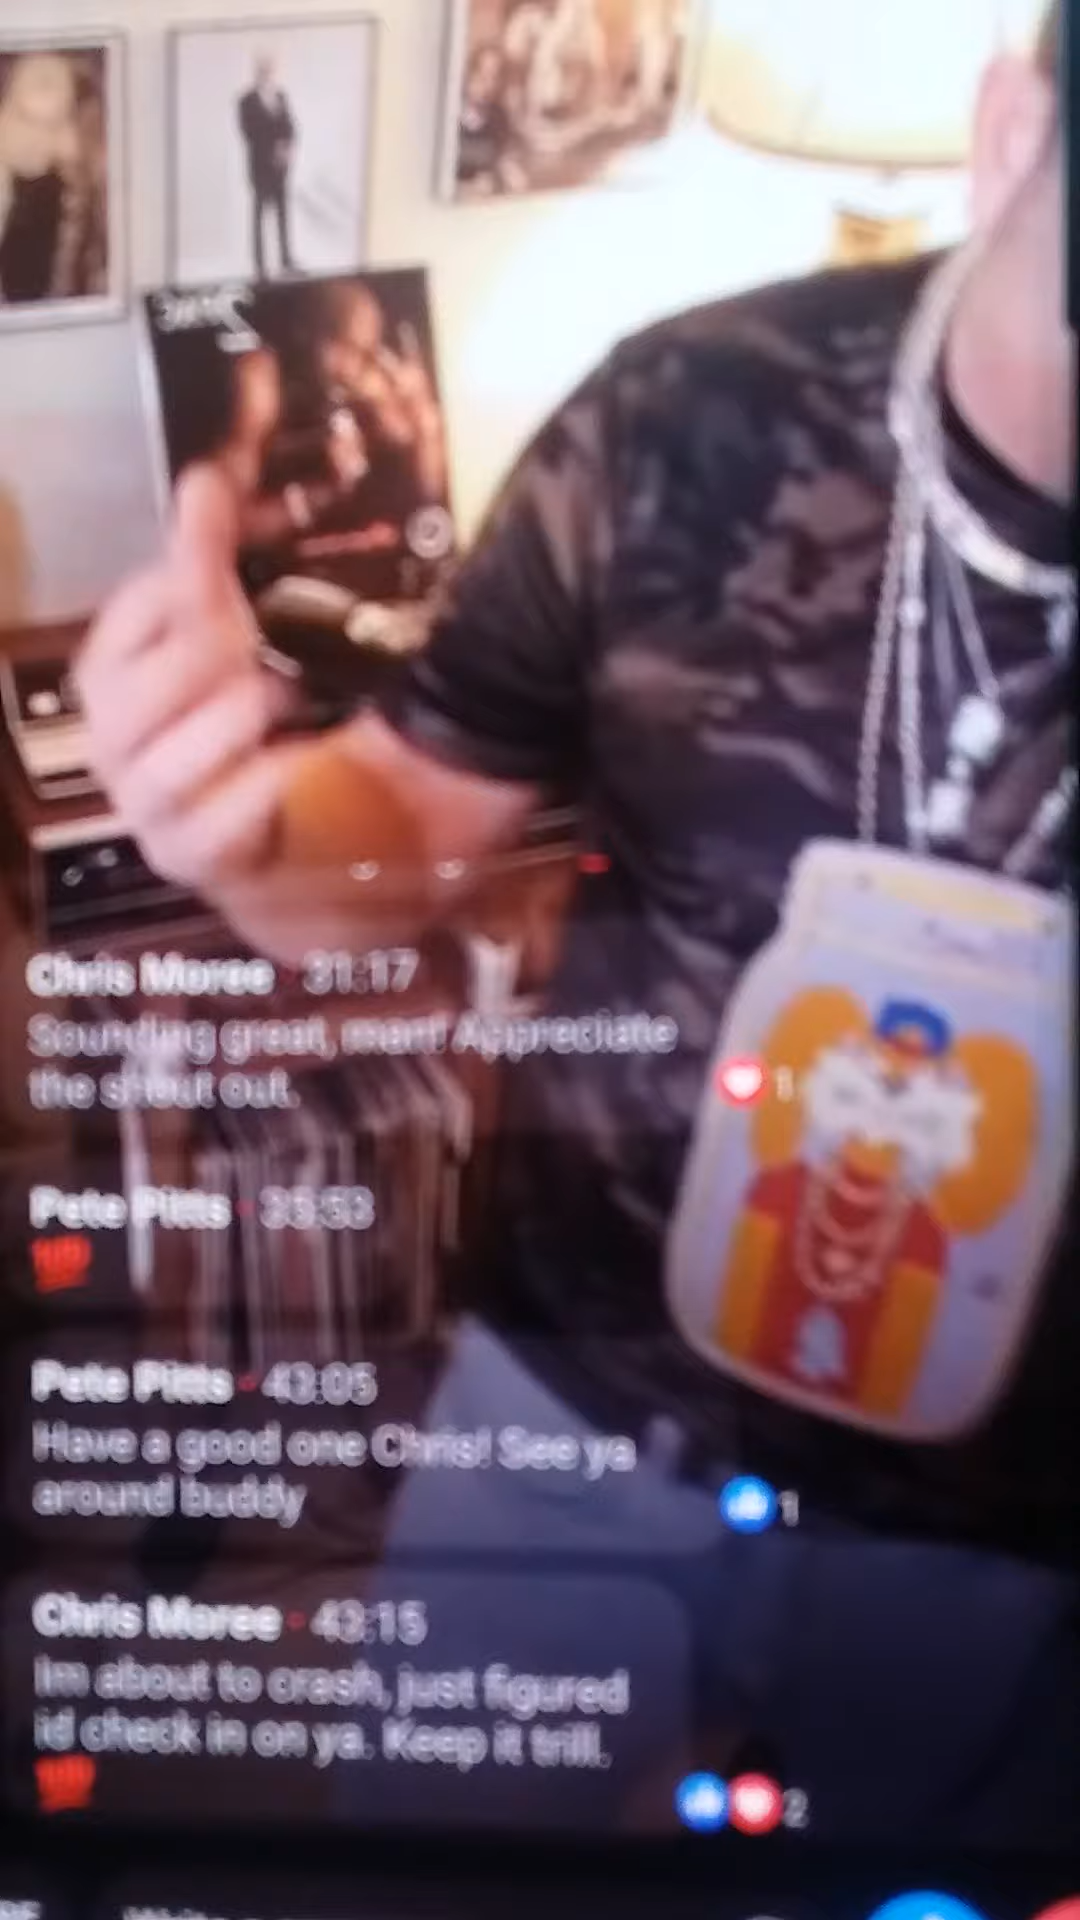 Chris Moree · 31:17
Sounding great, man! Appreciate
the shout out.
1
Pete Pitts · 35:53
💯
Pete Pitts · 43:05
Have a good one Chris! See ya
around buddy
1
Chris Moree · 43:15
Im about to crash, just figured
id check in on ya. Keep it trill.
💯
2